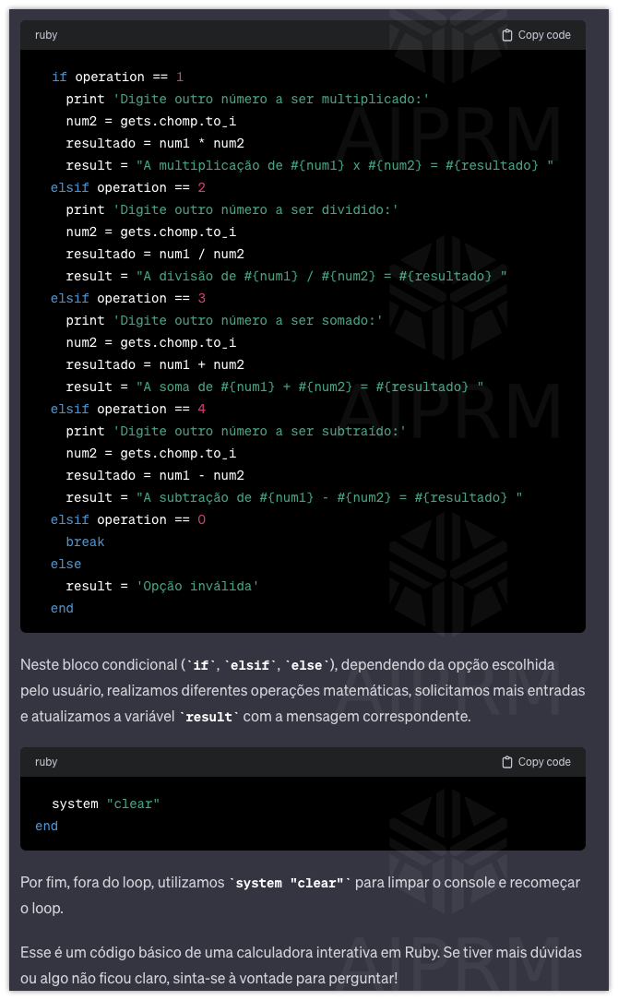 ruby Copy code
if operation == 1
print 'Digite outro número a ser multiplicado:'
num2 = gets.chomp.to_i
resultado = num1 * num2
result = "A multiplicação de #{num1} x #{num2} = #{resultado} "
elsif operation == 2
print 'Digite outro número a ser dividido:'
num2 = gets.chomp.to_i
resultado = num1 / num2
result = "A divisão de #{num1} / #{num2} = #{resultado} "
elsif operation == 3
print 'Digite outro número a ser somado:'
num2 = gets.chomp.to_i
resultado = num1 + num2
result = "A soma de #{num1} + #{num2} = #{resultado} "
elsif operation == 4
print 'Digite outro número a ser subtraído:'
num2 = gets.chomp.to_i
resultado = num1 - num2
result = "A subtração de #{num1} - #{num2} = #{resultado} "
elsif operation == 0
break
else
result = 'Opção inválida'
end
Neste bloco condicional (`if`, `elsif`, `else`), dependendo da opção escolhida
pelo usuário, realizamos diferentes operações matemáticas, solicitamos mais entradas
e atualizamos a variável `result` com a mensagem correspondente.
ruby Copy code
system "clear"
end
Por fim, fora do loop, utilizamos `system "clear"` para limpar o console e recomeçar
o loop.
Esse é um código básico de uma calculadora interativa em Ruby. Se tiver mais dúvidas
ou algo não ficou claro, sinta-se à vontade para perguntar!
AIPRM
AIPRM
AIPRM
AIPRM